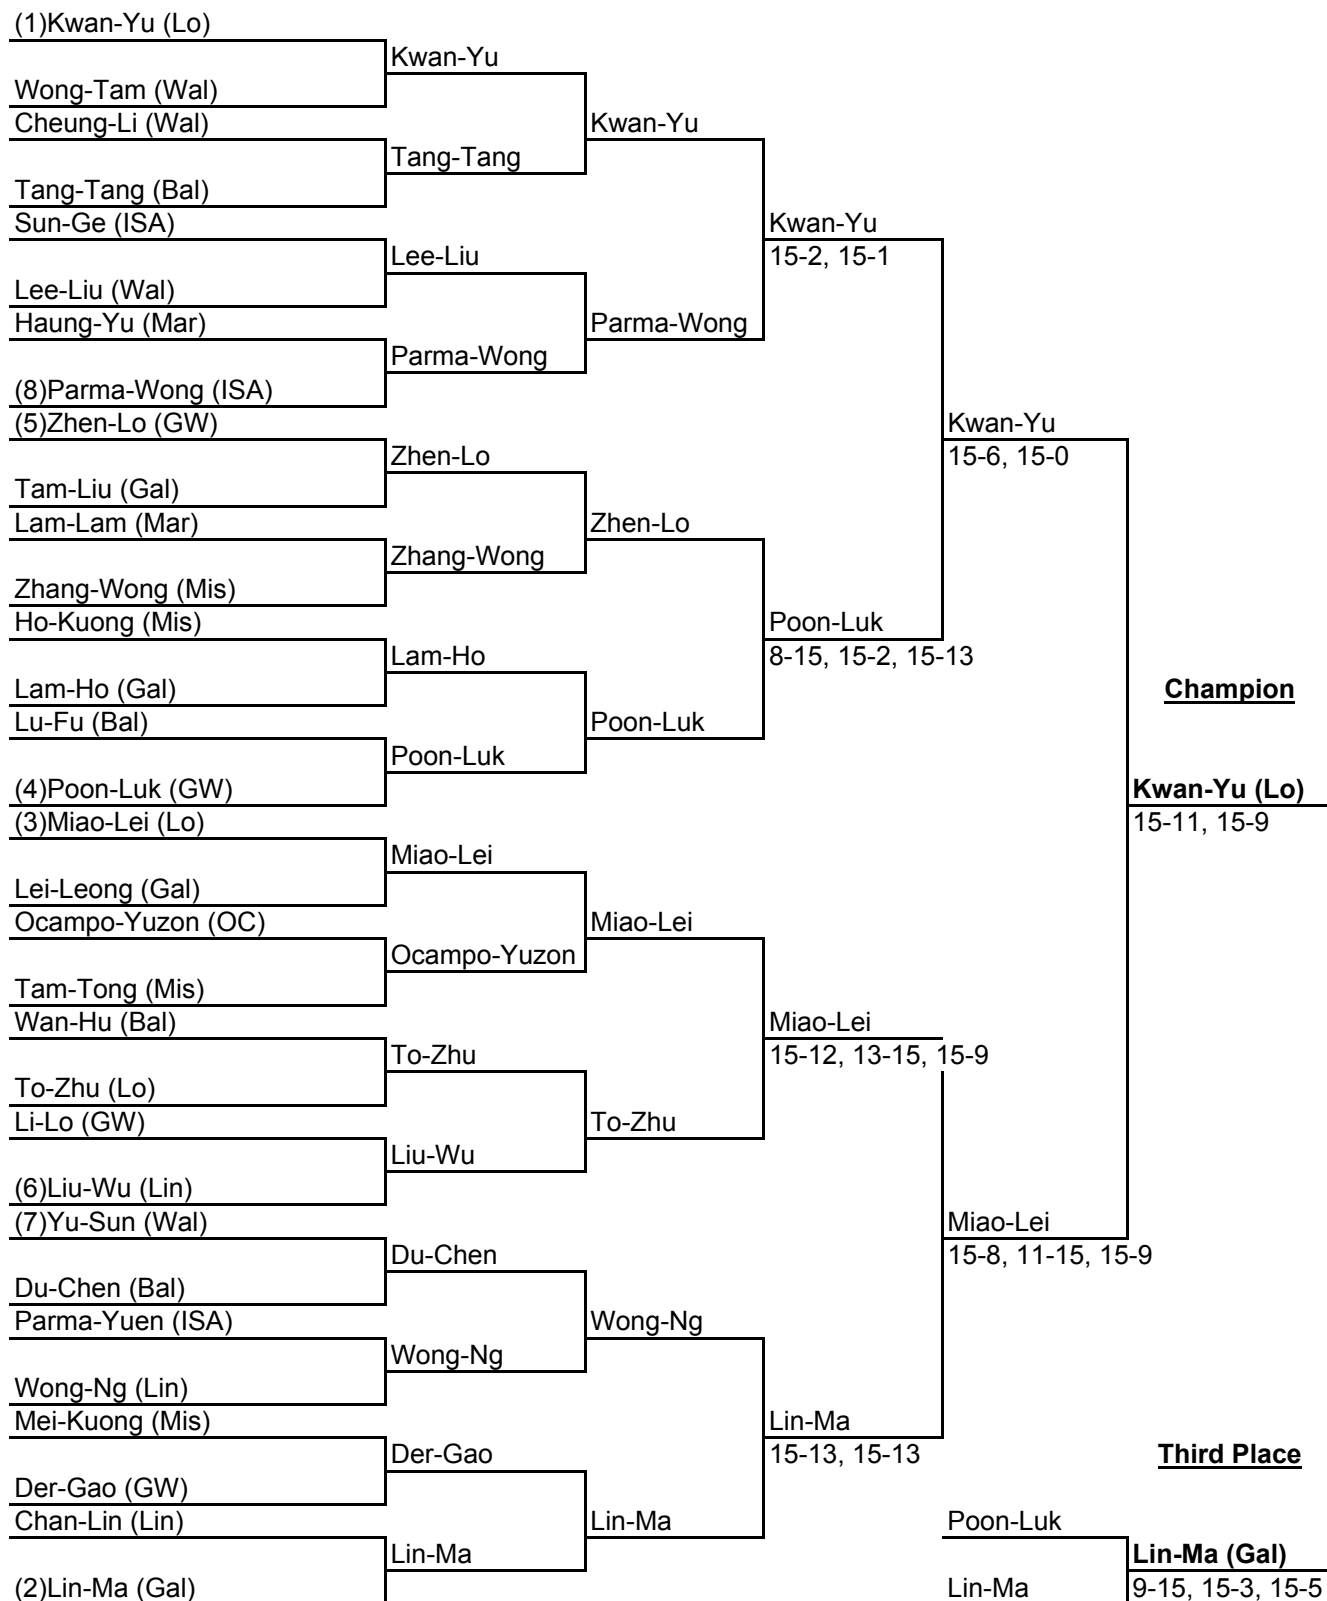 (1)Kwan-Yu (Lo)
Kwan-Yu
Wong-Tam (Wal)
Cheung-Li (Wal)
Kwan-Yu
Tang-Tang
Tang-Tang (Bal)
Sun-Ge (ISA)
Kwan-Yu
15-2, 15-1
Lee-Liu
Lee-Liu (Wal)
Haung-Yu (Mar)
Parma-Wong
Parma-Wong
(8)Parma-Wong (ISA)
(5)Zhen-Lo (GW)
Kwan-Yu
15-6, 15-0
Zhen-Lo
Tam-Liu (Gal)
Lam-Lam (Mar)
Zhen-Lo
Zhang-Wong
Zhang-Wong (Mis)
Ho-Kuong (Mis)
Poon-Luk
8-15, 15-2, 15-13
Lam-Ho
Lam-Ho (Gal)
Champion
Lu-Fu (Bal)
Poon-Luk
Poon-Luk
(4)Poon-Luk (GW)
Kwan-Yu (Lo)
15-11, 15-9
(3)Miao-Lei (Lo)
Miao-Lei
Lei-Leong (Gal)
Ocampo-Yuzon (OC)
Miao-Lei
Ocampo-Yuzon
Tam-Tong (Mis)
Wan-Hu (Bal)
Miao-Lei
15-12, 13-15, 15-9
To-Zhu
To-Zhu (Lo)
Li-Lo (GW)
To-Zhu
Liu-Wu
(6)Liu-Wu (Lin)
(7)Yu-Sun (Wal)
Miao-Lei
15-8, 11-15, 15-9
Du-Chen
Du-Chen (Bal)
Parma-Yuen (ISA)
Wong-Ng
Wong-Ng
Wong-Ng (Lin)
Mei-Kuong (Mis)
Lin-Ma
15-13, 15-13
Der-Gao
Third Place
Der-Gao (GW)
Chan-Lin (Lin)
Lin-Ma
Poon-Luk
Lin-Ma
Lin-Ma (Gal)
(2)Lin-Ma (Gal)
Lin-Ma
9-15, 15-3, 15-5